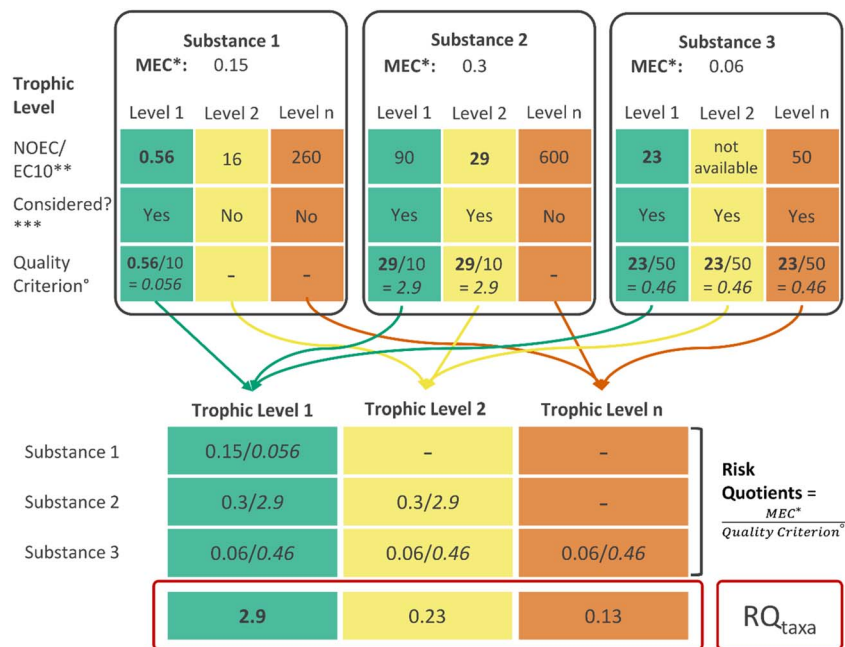 Substance 1
MEC*: 0.15
Substance 2
MEC*: 0.3
Substance 3
MEC*: 0.06
Trophic
Level
Level 1 Level 2 Level n
Level 1 Level 2 Level n
Level 1 Level 2 Level n
NOEC/
EC10**
0.56 16 260
90 29 600
23 not available 50
Considered?
***
Yes No No
Yes Yes No
Yes Yes Yes
Quality
Criterion°
0.56/10 – –
= 0.056
29/10 29/10 –
= 2.9 = 2.9
23/50 23/50 23/50
= 0.46 = 0.46 = 0.46
Trophic Level 1 Trophic Level 2 Trophic Level n
Substance 1 0.15/0.056 – –
Substance 2 0.3/2.9 0.3/2.9 –
Substance 3 0.06/0.46 0.06/0.46 0.06/0.46
Risk
Quotients =
MEC*
Quality Criterion°
2.9 0.23 0.13 RQtaxa